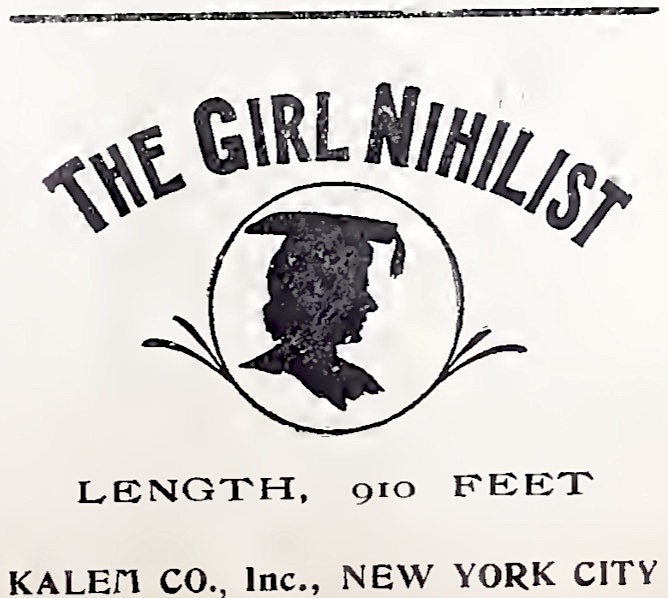 THE GIRL NIHILIST
LENGTH, 910 FEET
KALEM CO., Inc., NEW YORK CITY